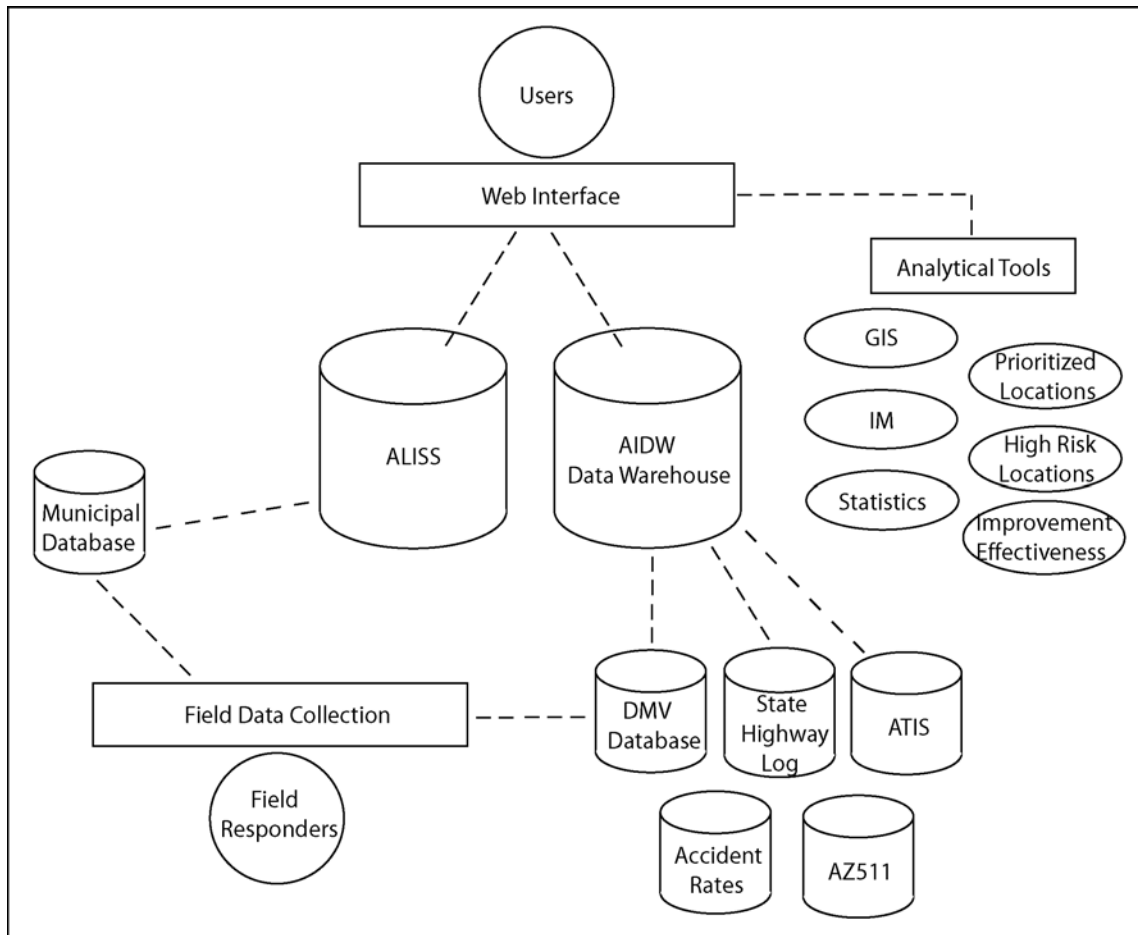 Users
Web Interface
Analytical Tools
GIS
Prioritized
Locations
IM
High Risk
Locations
Statistics
Improvement
Effectiveness
ALISS
AIDW
Data Warehouse
Municipal
Database
Field Data Collection
Field
Responders
DMV
Database
State
Highway
Log
ATIS
Accident
Rates
AZ511